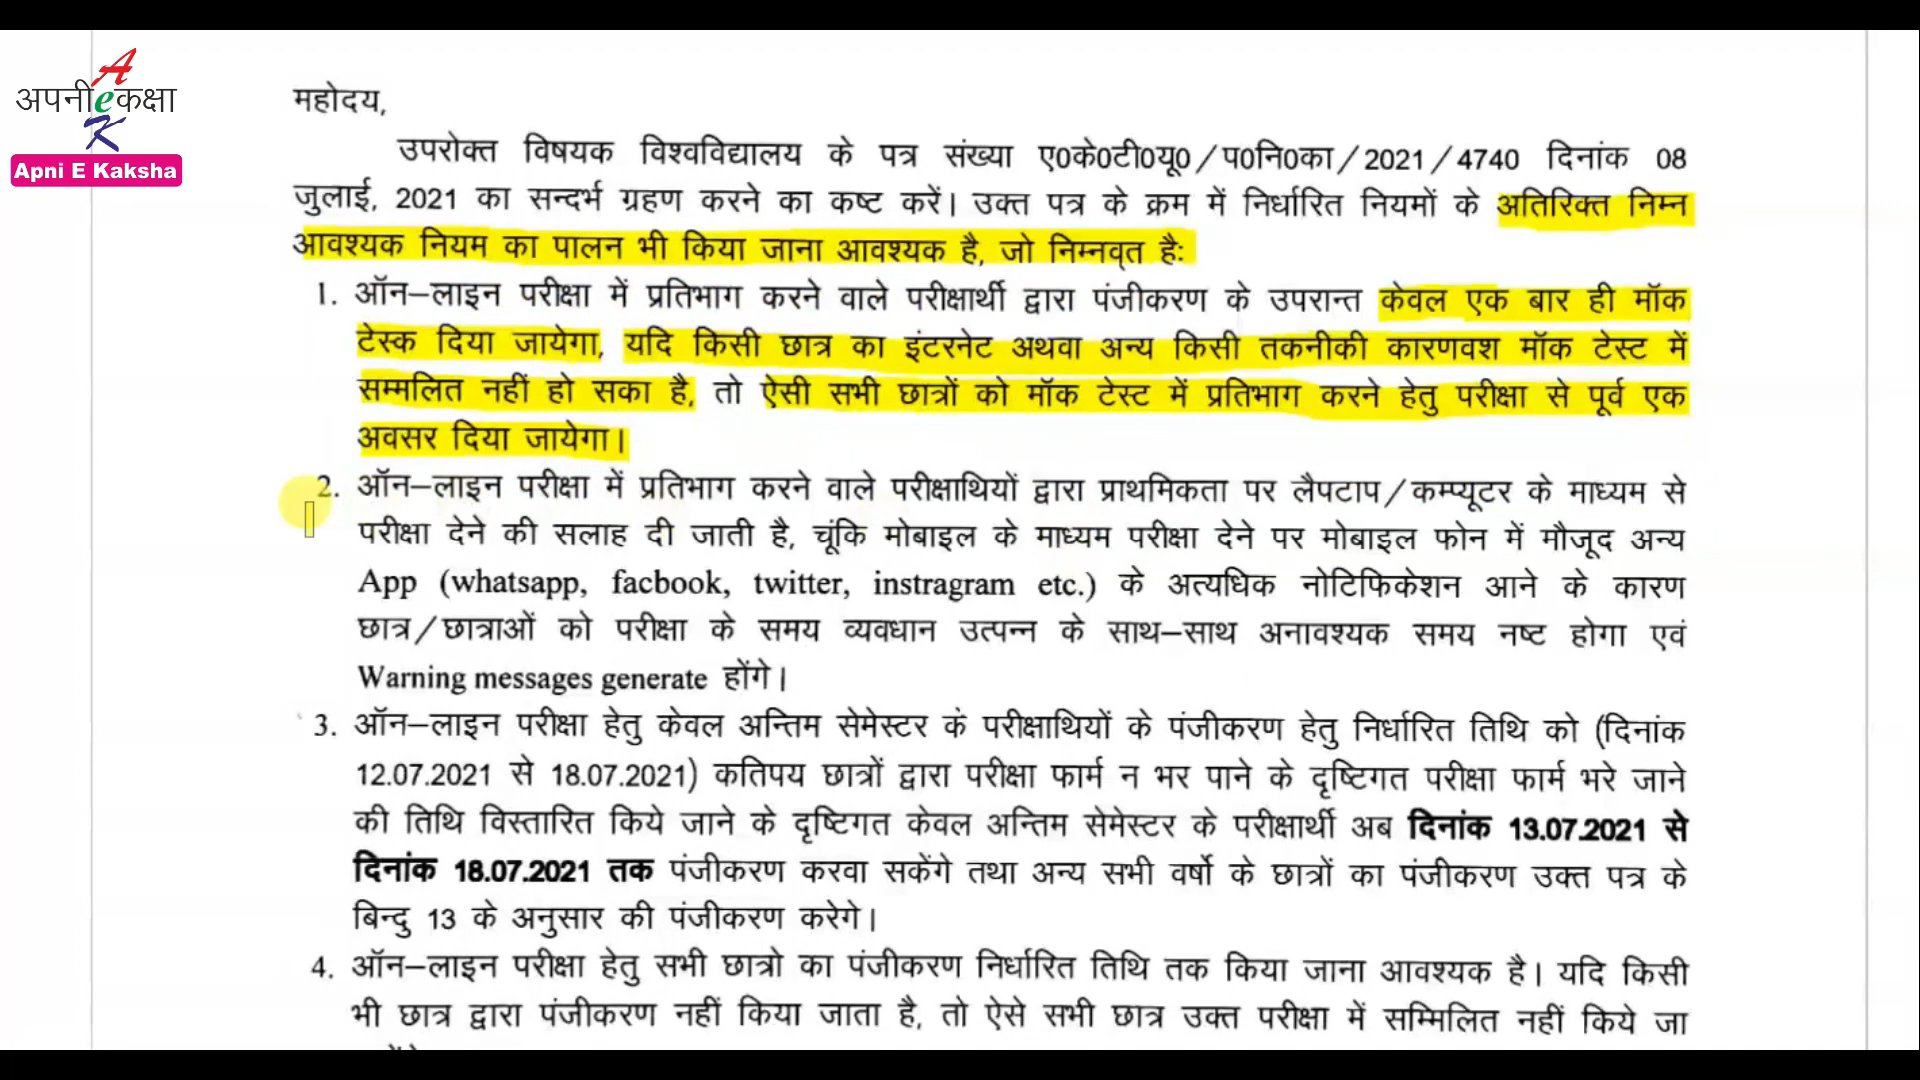 A
अपनी e कक्षा
K
Apni E Kaksha
महोदय,
उपरोक्त विषयक विश्वविद्यालय के पत्र संख्या ए0के0टी0यू0/प0नि0का/2021/4740 दिनांक 08
जुलाई, 2021 का सन्दर्भ ग्रहण करने का कष्ट करें। उक्त पत्र के क्रम में निर्धारित नियमों के अतिरिक्त निम्न
आवश्यक नियम का पालन भी किया जाना आवश्यक है, जो निम्नवृत है:
1. ऑन–लाइन परीक्षा में प्रतिभाग करने वाले परीक्षार्थी द्वारा पंजीकरण के उपरान्त केवल एक बार ही मॉक
टेस्क दिया जायेगा, यदि किसी छात्र का इंटरनेट अथवा अन्य किसी तकनीकी कारणवश मॉक टेस्ट में
सम्मलित नहीं हो सका है, तो ऐसी सभी छात्रों को मॉक टेस्ट में प्रतिभाग करने हेतु परीक्षा से पूर्व एक
अवसर दिया जायेगा।
2. ऑन–लाइन परीक्षा में प्रतिभाग करने वाले परीक्षाथियों द्वारा प्राथमिकता पर लैपटाप/कम्प्यूटर के माध्यम से
परीक्षा देने की सलाह दी जाती है, चूंकि मोबाइल के माध्यम परीक्षा देने पर मोबाइल फोन में मौजूद अन्य
App (whatsapp, facbook, twitter, instragram etc.) के अत्यधिक नोटिफिकेशन आने के कारण
छात्र/छात्राओं को परीक्षा के समय व्यवधान उत्पन्न के साथ–साथ अनावश्यक समय नष्ट होगा एवं
Warning messages generate होंगे।
3. ऑन–लाइन परीक्षा हेतु केवल अन्तिम सेमेस्टर के परीक्षाथियों के पंजीकरण हेतु निर्धारित तिथि को (दिनांक
12.07.2021 से 18.07.2021) कतिपय छात्रों द्वारा परीक्षा फार्म न भर पाने के दृष्टिगत परीक्षा फार्म भरे जाने
की तिथि विस्तारित किये जाने के दृष्टिगत केवल अन्तिम सेमेस्टर के परीक्षार्थी अब दिनांक 13.07.2021 से
दिनांक 18.07.2021 तक पंजीकरण करवा सकेंगे तथा अन्य सभी वर्षो के छात्रों का पंजीकरण उक्त पत्र के
बिन्दु 13 के अनुसार की पंजीकरण करेगे।
4. ऑन–लाइन परीक्षा हेतु सभी छात्रो का पंजीकरण निर्धारित तिथि तक किया जाना आवश्यक है। यदि किसी
भी छात्र द्वारा पंजीकरण नहीं किया जाता है, तो ऐसे सभी छात्र उक्त परीक्षा में सम्मिलित नहीं किये जा